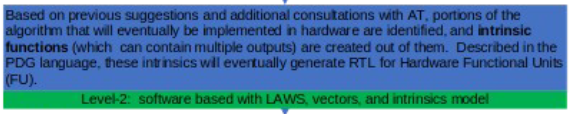 Based on previous suggestions and additional consultations with AT, portions of the
algorithm that will eventually be implemented in hardware are identified, and intrinsic
functions (which can contain multiple outputs) are created out of them. Described in the
PDG language, these intrinsics will eventually generate RTL for Hardware Functional Units
(FU).
Level-2: software based with LAWS, vectors, and intrinsics model